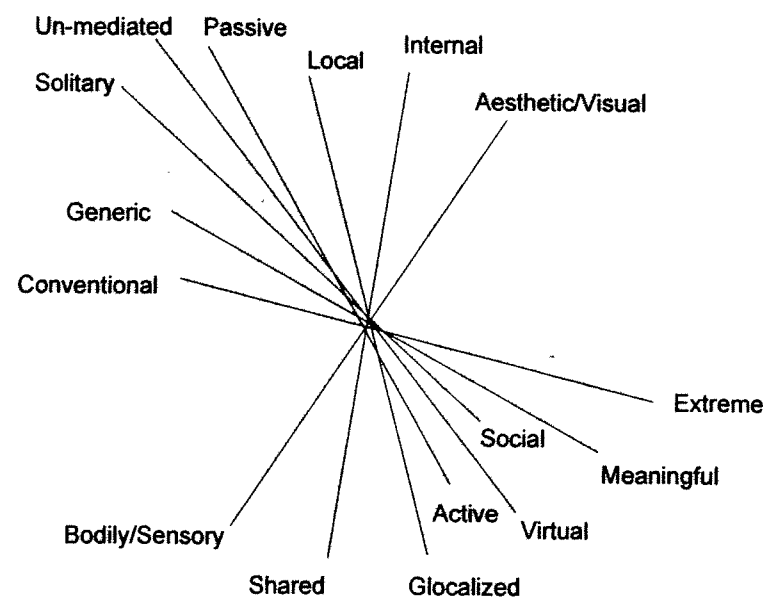 Un-mediated
Passive
Local
Internal
Solitary
Aesthetic/Visual
Generic
Conventional
Extreme
Social
Meaningful
Active
Virtual
Bodily/Sensory
Shared
Glocalized